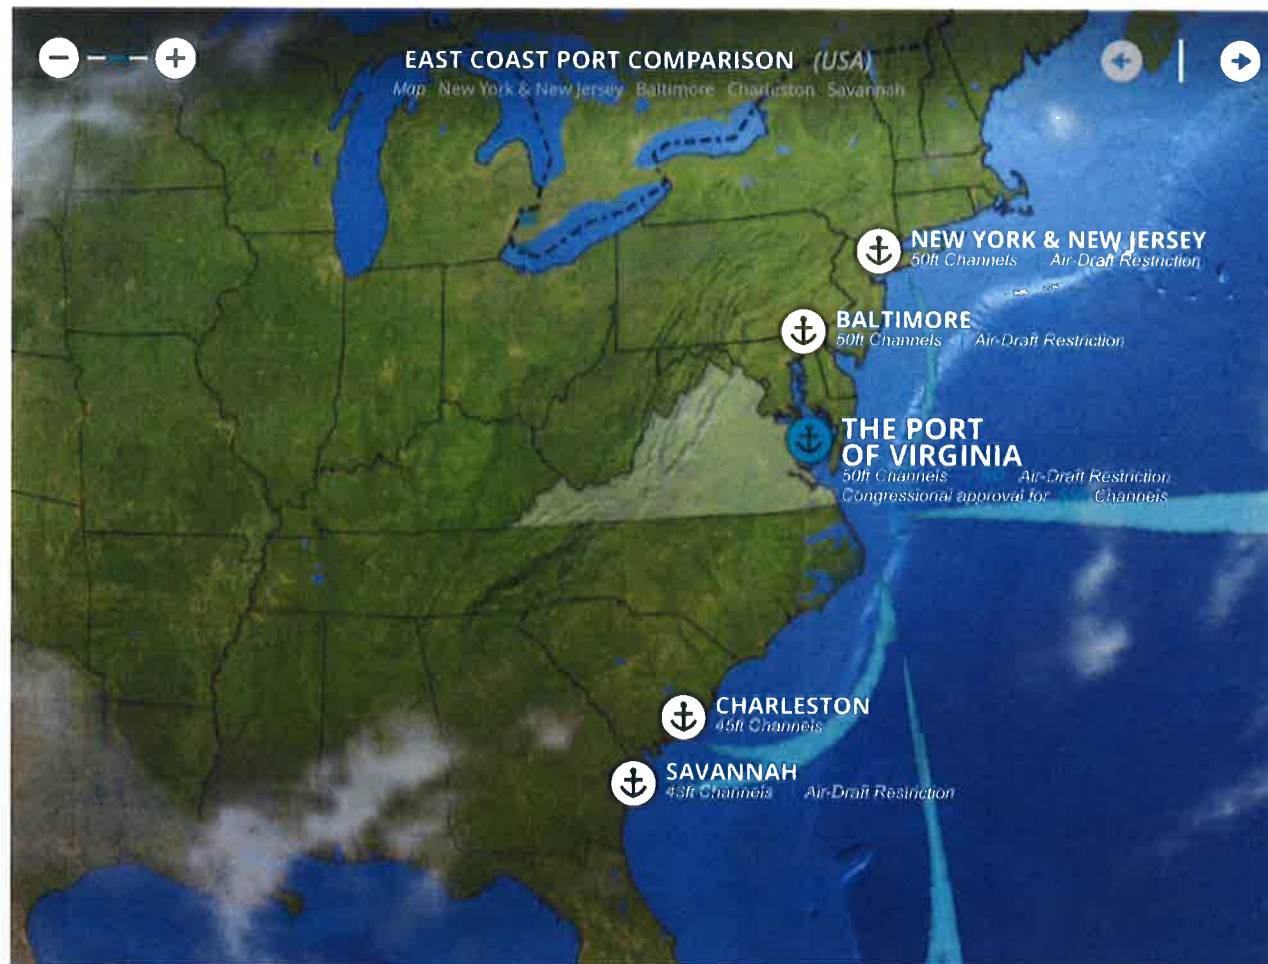 EAST COAST PORT COMPARISON (USA)
Map New York & New Jersey Baltimore Charleston Savannah
NEW YORK & NEW JERSEY
50ft Channels Air-Draft Restriction
BALTIMORE
50ft Channels Air-Draft Restriction
THE PORT
OF VIRGINIA
50ft Channels Air-Draft Restriction
Congressional approval for Channels
CHARLESTON
45ft Channels
SAVANNAH
Channels Air-Draft Restriction